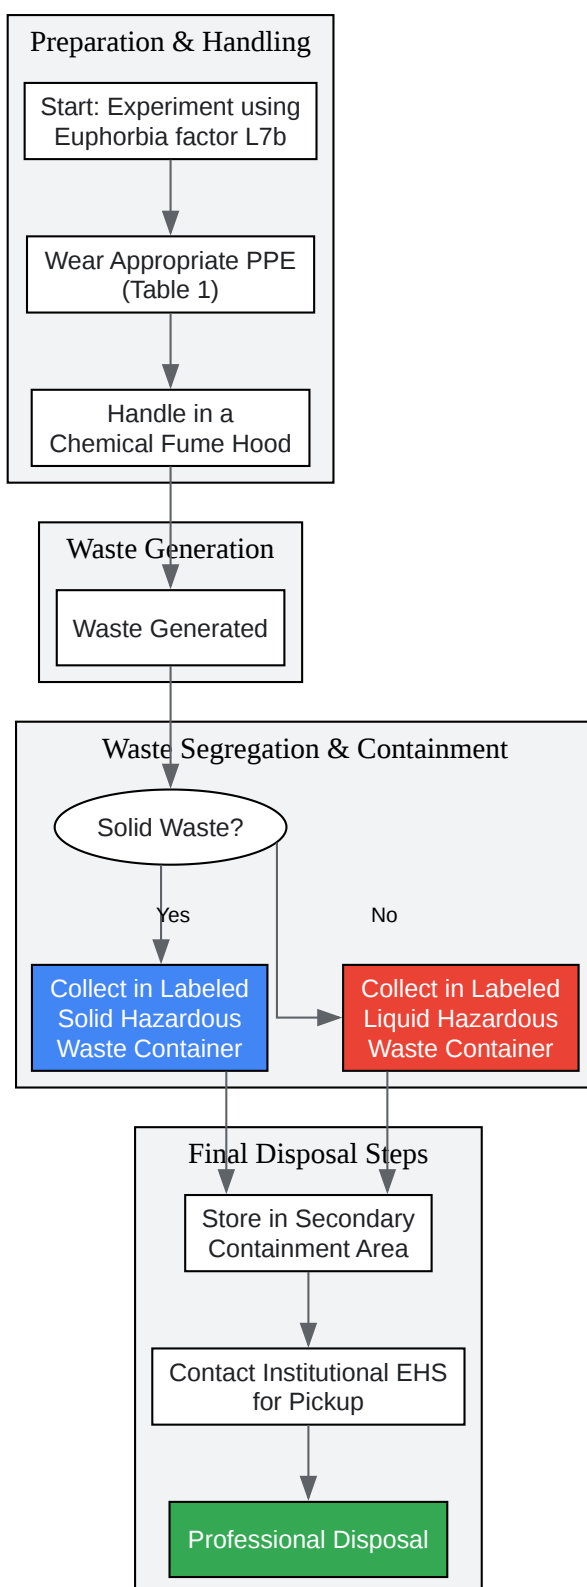 Preparation & Handling
Start: Experiment using
Euphorbia factor L7b
Wear Appropriate PPE
(Table 1)
Handle in a
Chemical Fume Hood
Waste Generation
Waste Generated
Waste Segregation & Containment
Solid Waste?
Yes
No
Collect in Labeled
Solid Hazardous
Waste Container
Collect in Labeled
Liquid Hazardous
Waste Container
Final Disposal Steps
Store in Secondary
Containment Area
Contact Institutional EHS
for Pickup
Professional Disposal